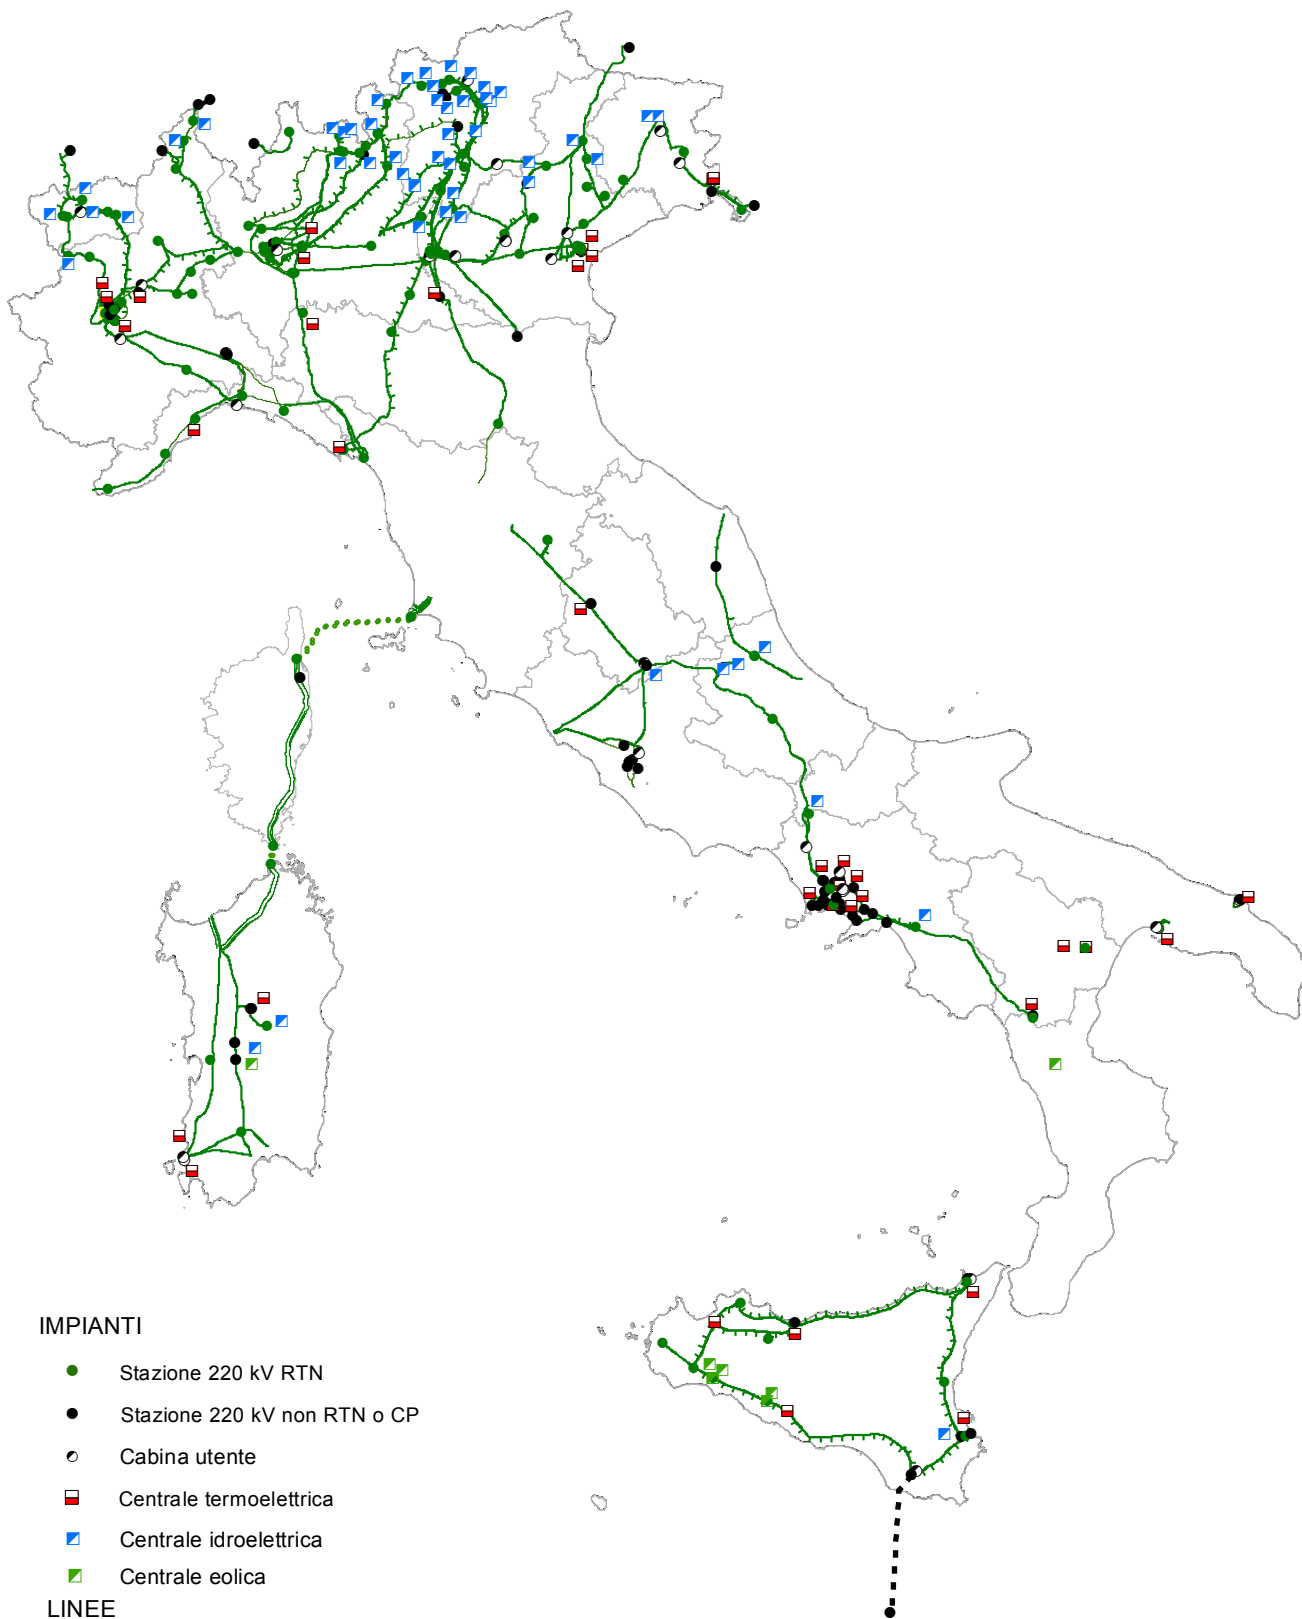 IMPIANTI
Stazione 220 kV RTN
Stazione 220 kV non RTN o CP
Cabina utente
Centrale termoelettrica
Centrale idroelettrica
Centrale eolica
LINEE